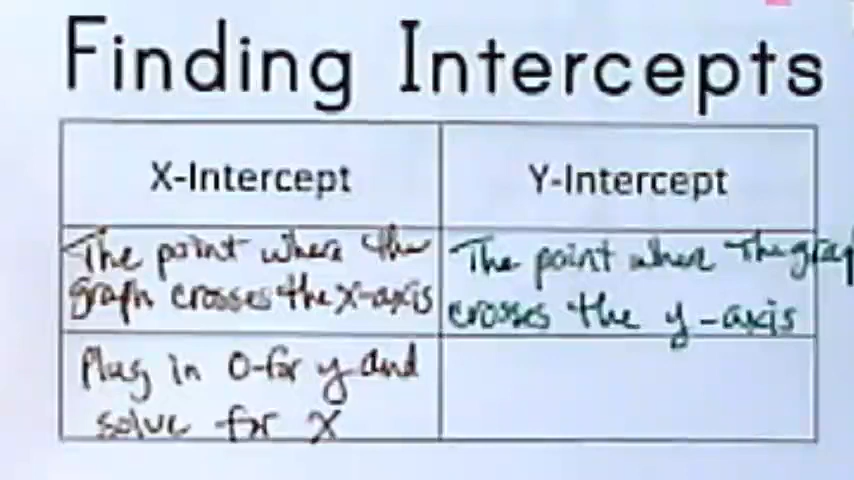 Finding Intercepts
X-Intercept
Y-Intercept
The point where the
graph crosses the x-axis
The point where the grap
crosses the y-axis
Plug in 0 for y and
solve for x